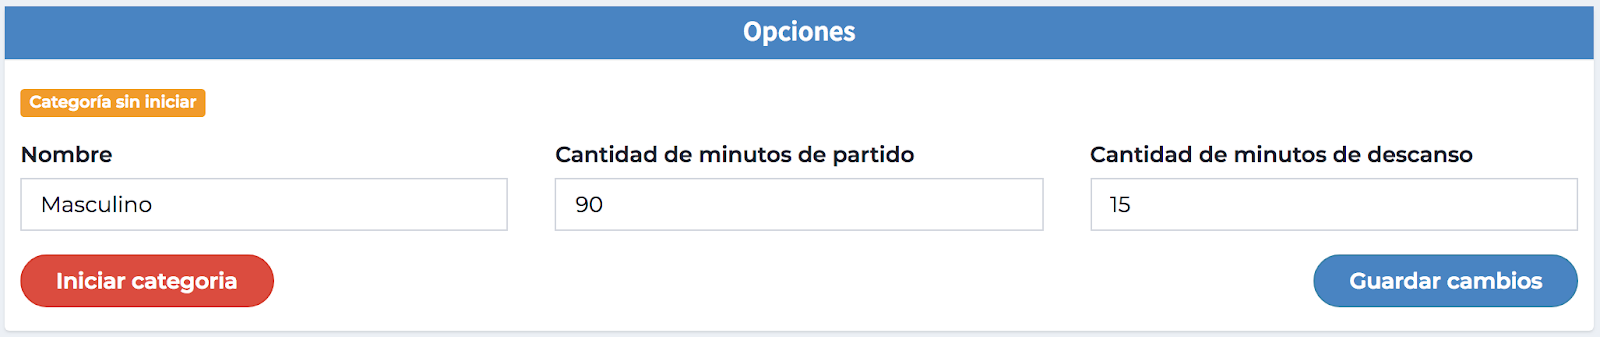 Opciones
Categoría sin iniciar
Nombre
Cantidad de minutos de partido
Cantidad de minutos de descanso
Masculino
90
15
Iniciar categoria
Guardar cambios